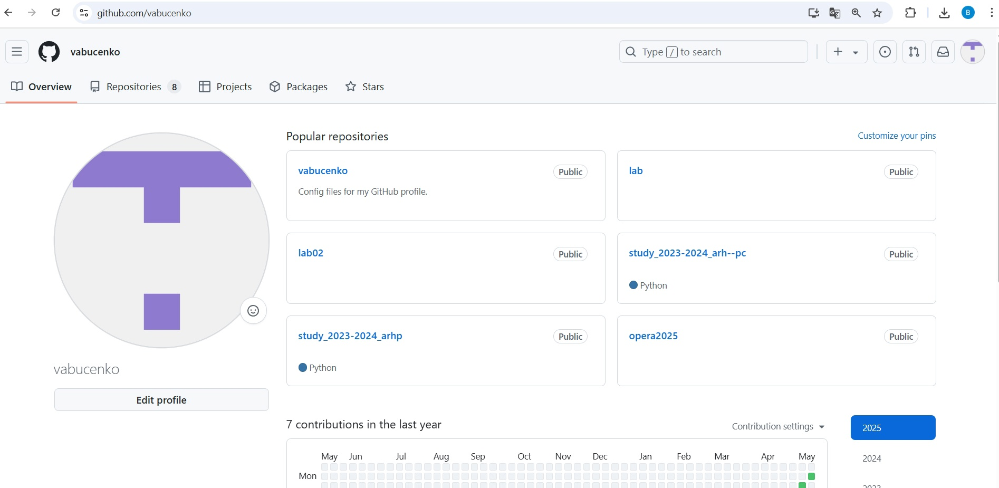 github.com/vabucenko
B
vabucenko
Type / to search
Overview Repositories 8 Projects Packages Stars
Popular repositories
Customize your pins
vabucenko Public
Config files for my GitHub profile.
lab Public
lab02 Public
study_2023-2024_arh--pc Public
Python
study_2023-2024_arhp Public
Python
opera2025 Public
vabucenko
Edit profile
7 contributions in the last year
Contribution settings
2025
2024
May Jun Jul Aug Sep Oct Nov Dec Jan Feb Mar Apr May
Mon